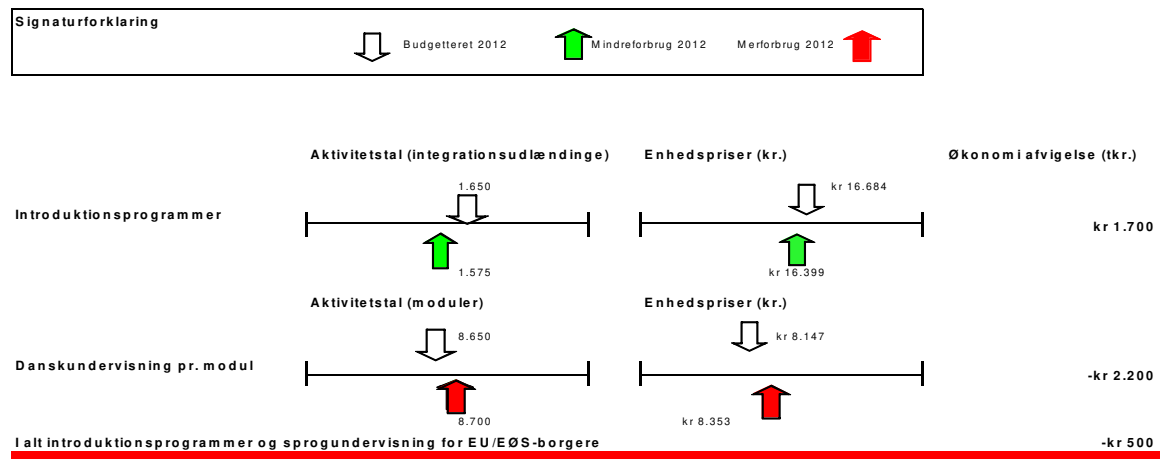 Signaturforklaring
Budgetteret 2012 Mindreforbrug 2012 Merforbrug 2012
Aktivitetstal (integrationsudlændinge) Enhedspriser (kr.) Økonomi afvigelse (tkr.)
1.650 kr 16.684
Introduktionsprogrammer kr 1.700
1.575 kr 16.399
Aktivitetstal (moduler) Enhedspriser (kr.)
8.650 kr 8.147
Danskundervisning pr. modul -kr 2.200
8.700 kr 8.353
I alt introduktionsprogrammer og sprogundervisning for EU/EØS-borgere -kr 500